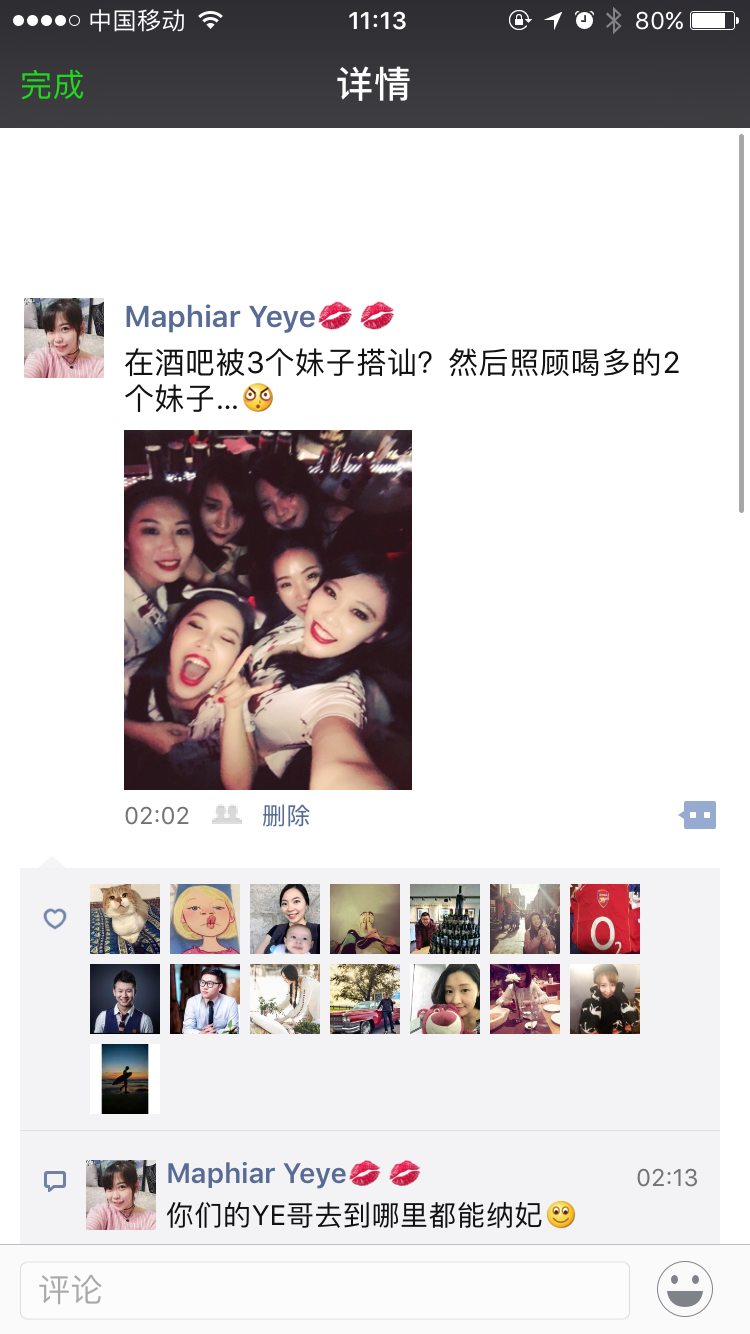 中国移动
11:13
80%
完成
详情
Maphiar Yeye💋 💋
在酒吧被3个妹子搭讪？然后照顾喝多的2
个妹子...😠
02:02
删除
O2
Maphiar Yeye💋 💋
02:13
你们的YE哥去到哪里都能纳妃🙂
评论